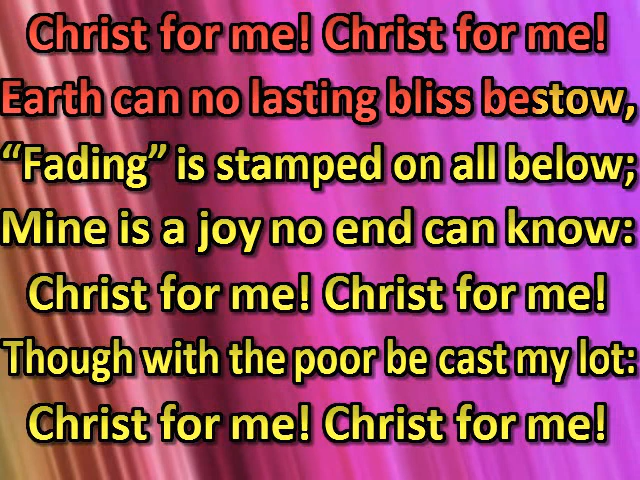 Christ for me! Christ for me!
Earth can no lasting bliss bestow,
“Fading” is stamped on all below;
Mine is a joy no end can know:
Christ for me! Christ for me!
Though with the poor be cast my lot:
Christ for me! Christ for me!